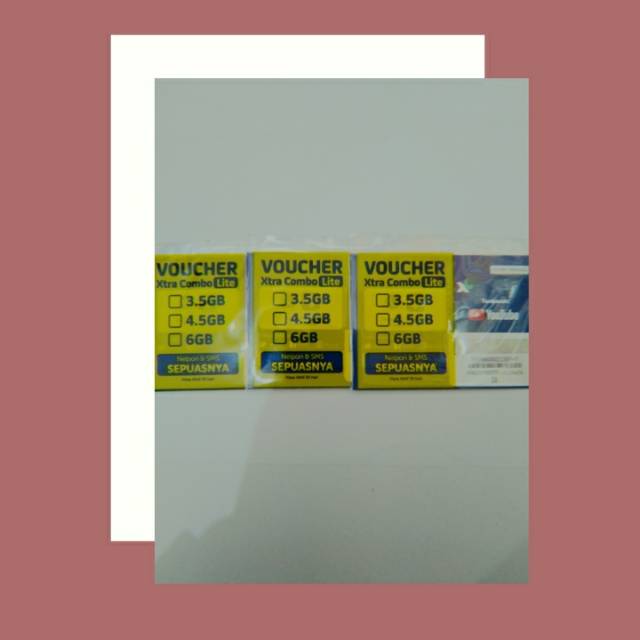 VOUCHER
Xtra Combo Lite
3.5GB
4.5GB
6GB
Nelpon & SMS
SEPUASNYA
VOUCHER
Xtra Combo Lite
3.5GB
4.5GB
6GB
Nelpon & SMS
SEPUASNYA
VOUCHER
Xtra Combo Lite
3.5GB
4.5GB
6GB
Nelpon & SMS
SEPUASNYA
YouTube